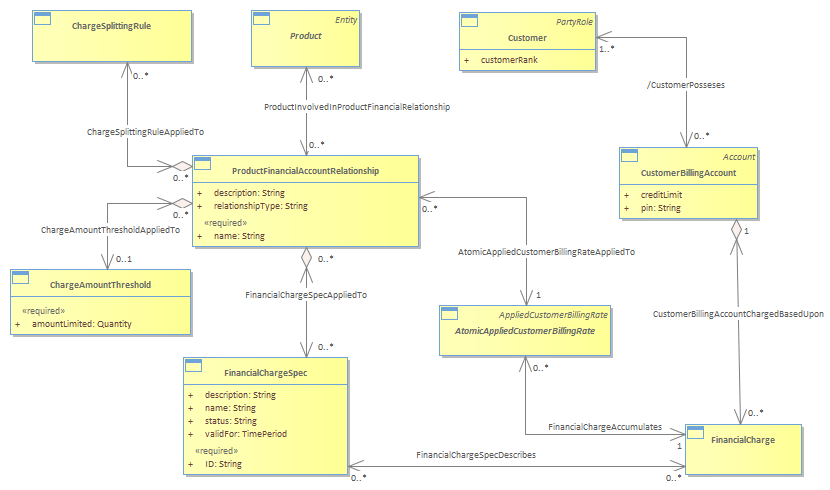 ChargeSplittingRule
Entity
Product
PartyRole
Customer
+ customerRank
0..*
0..*
1..*
/CustomerPosseses
ProductInvolvedInProductFinancialRelationship
ChargeSplittingRuleAppliedTo
0..*
0..*
Account
CustomerBillingAccount
+ creditLimit
+ pin: String
ProductFinancialAccountRelationship
+ description: String
+ relationshipType: String
«required»
+ name: String
0..*
0..*
0..*
ChargeAmountThresholdAppliedTo
1
0..1
0..*
AtomicAppliedCustomerBillingRateAppliedTo
ChargeAmountThreshold
«required»
+ amountLimited: Quantity
FinancialChargeSpecAppliedTo
1
AppliedCustomerBillingRate
AtomicAppliedCustomerBillingRate
CustomerBillingAccountChargedBasedUpon
0..*
FinancialChargeSpec
+ description: String
+ name: String
+ status: String
+ validFor: TimePeriod
«required»
+ ID: String
0..*
0..*
FinancialChargeAccumulates
1
FinancialCharge
FinancialChargeSpecDescribes
0..*
0..*